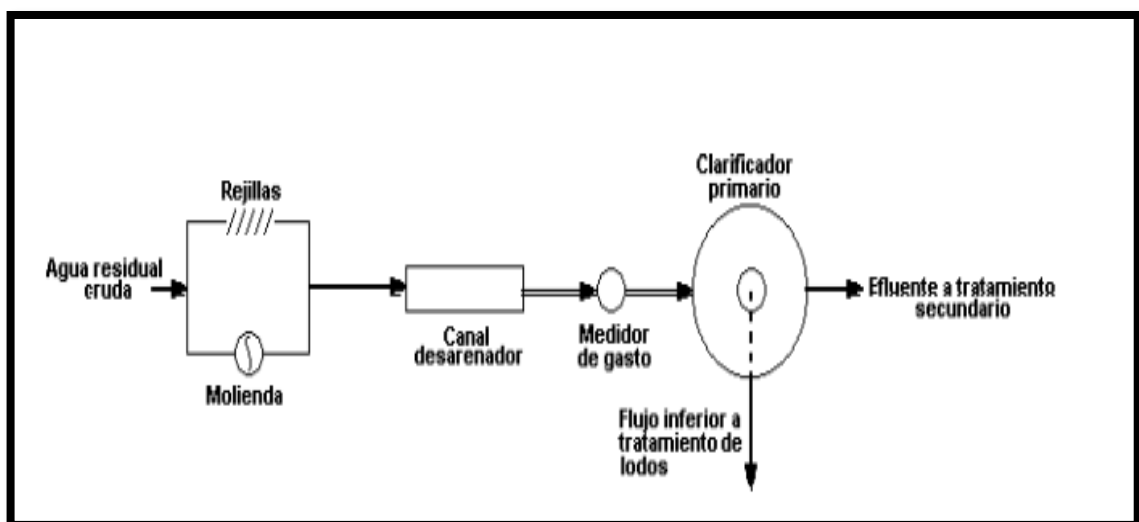 Rejillas
Agua residual
cruda
Molienda
Canal
desarenador
Medidor
de gasto
Clarificador
primario
Efluente a tratamiento
secundario
Flujo inferior a
tratamiento de
lodos